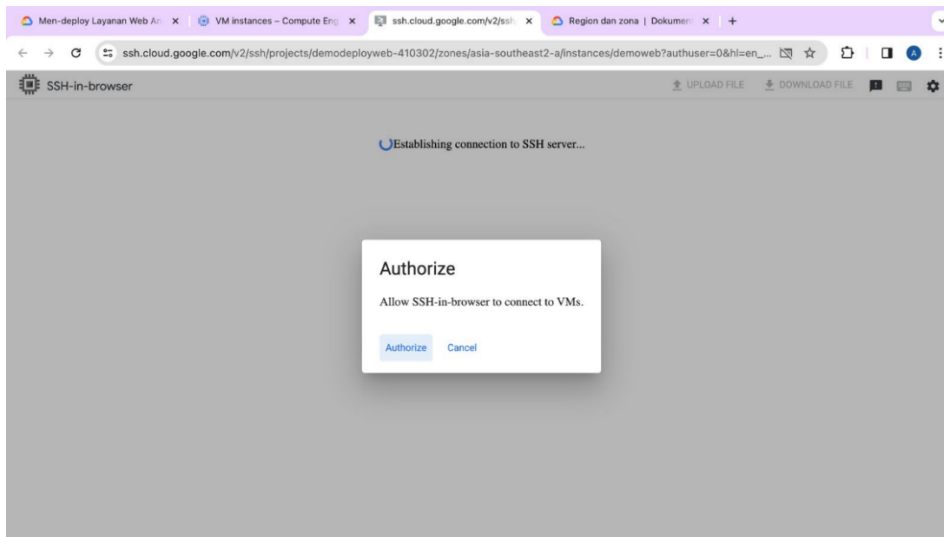 Men-deploy Layanan Web An
VM instances – Compute Eng
ssh.cloud.google.com/v2/ssh
Region dan zona | Dokumen
ssh.cloud.google.com/v2/ssh/projects/demodeployweb-410302/zones/asia-southeast2-a/instances/demoweb?authuser=0&hl=en_...
A
SSH-in-browser
UPLOAD FILE
DOWNLOAD FILE
Establishing connection to SSH server...
Authorize
Allow SSH-in-browser to connect to VMs.
Authorize
Cancel